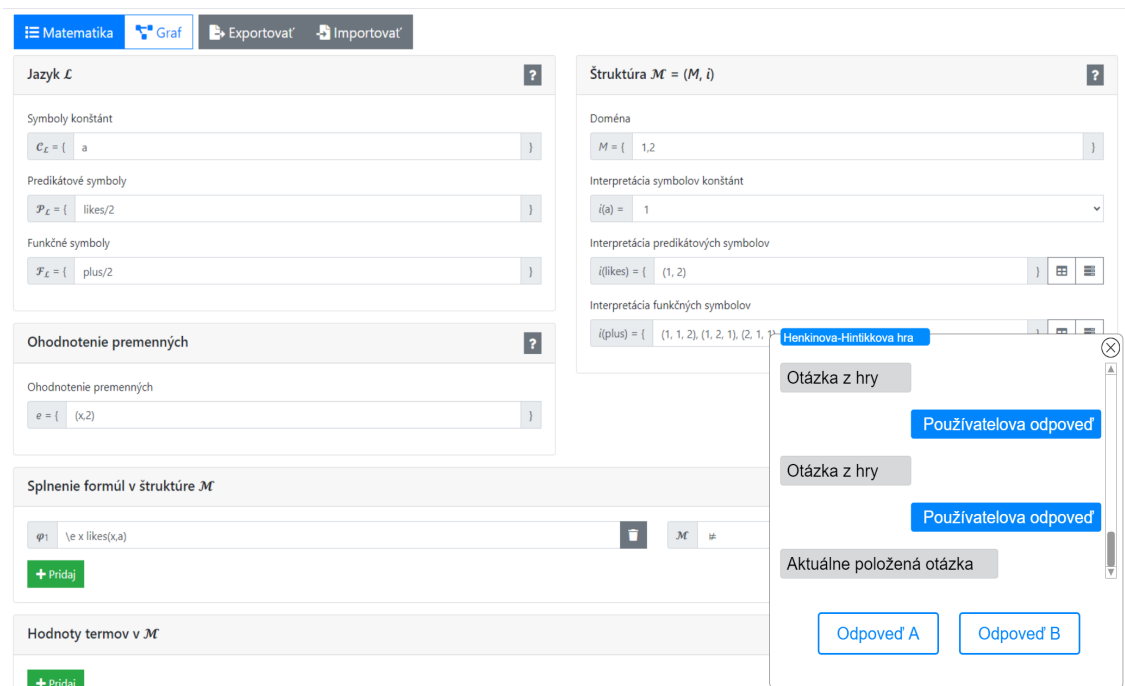 Matematika Graf Exportovať Importovať
Jazyk ℒ ?
Symboly konštánt
𝒞ℒ = { a }
Predikátové symboly
𝒫ℒ = { likes/2 }
Funkčné symboly
ℱℒ = { plus/2 }
Ohodnotenie premenných ?
Ohodnotenie premenných
e = { (x,2) }
Štruktúra ℳ = (M, i) ?
Doména
M = { 1,2 }
Interpretácia symbolov konštánt
i(a) = 1
Interpretácia predikátových symbolov
i(likes) = { (1, 2) }
Interpretácia funkčných symbolov
i(plus) = { (1, 1, 2), (1, 2, 1), (2, 1, 1)
Splnenie formúl v štruktúre ℳ
φ1 \e x likes(x,a) ℳ ⊭
+ Pridaj
Hodnoty termov v ℳ
+ Pridaj
Henkinova-Hintikkova hra
Otázka z hry
Používatelova odpoveď
Otázka z hry
Používatelova odpoveď
Aktuálne položená otázka
Odpoveď A Odpoveď B